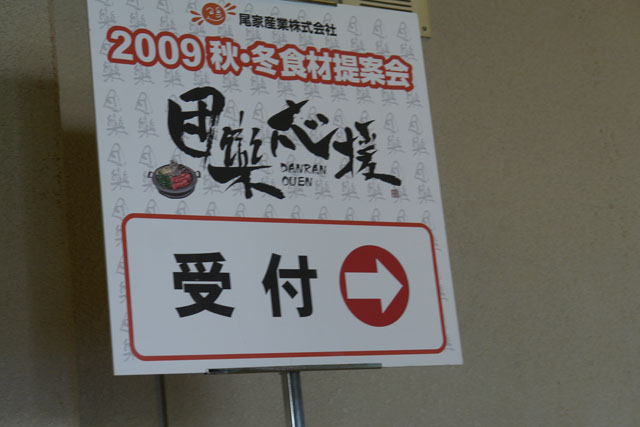 尾家産業株式会社
2009 秋・冬食材提案会
団樂応援
DANRAN
OUEN
受付